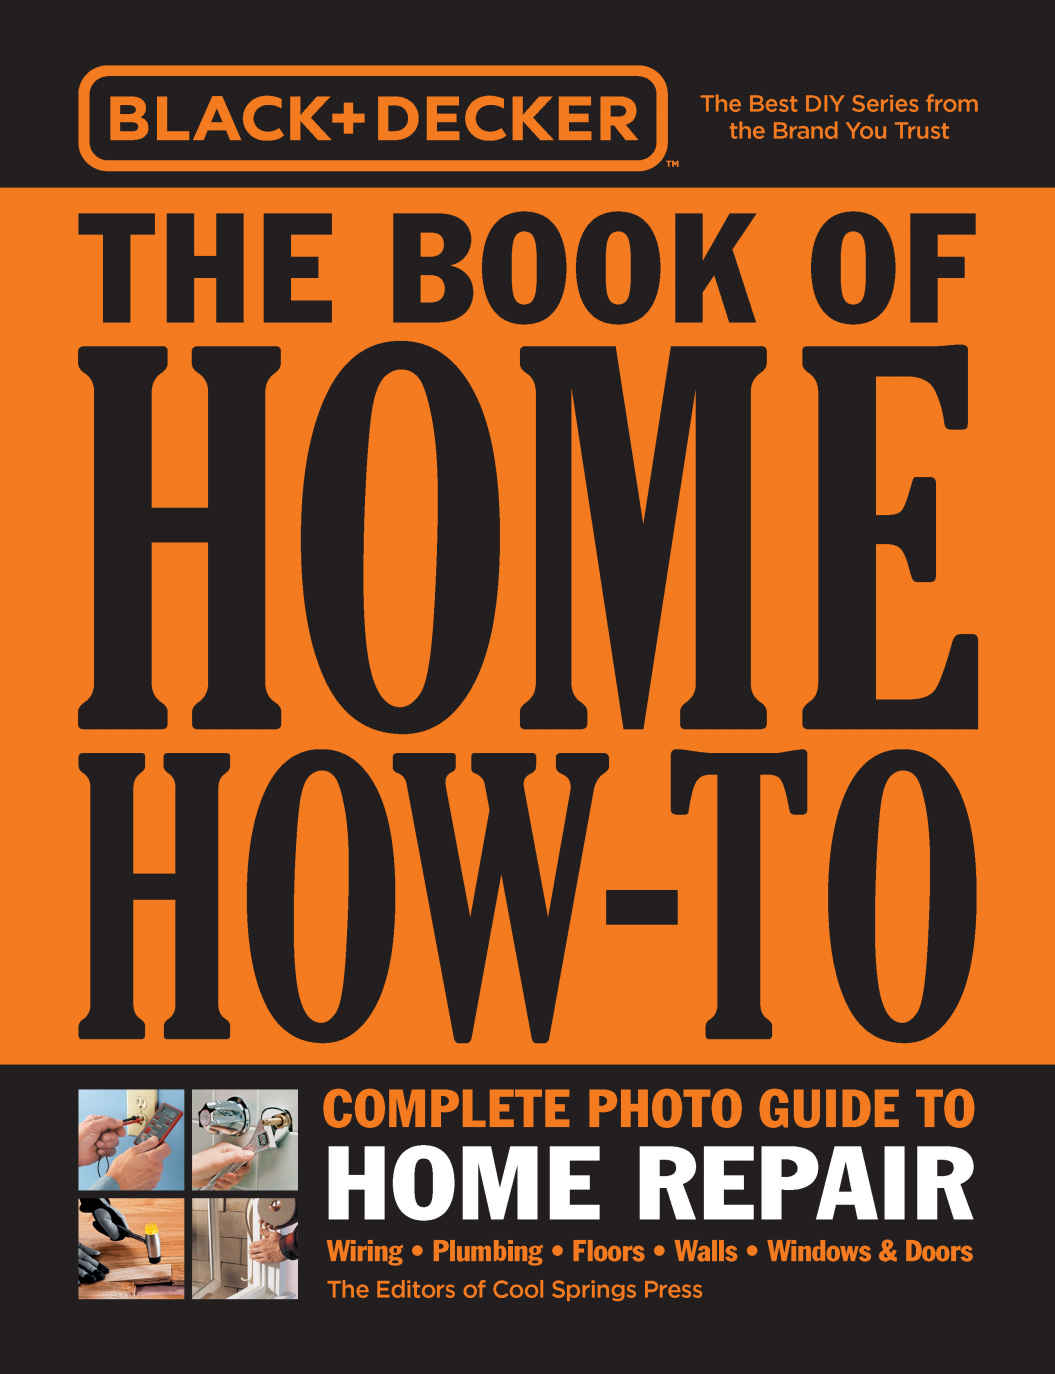 BLACK+DECKER™
The Best DIY Series from
the Brand You Trust
THE BOOK OF
HOME
HOW-TO
COMPLETE PHOTO GUIDE TO
HOME REPAIR
Wiring • Plumbing • Floors • Walls • Windows & Doors
The Editors of Cool Springs Press